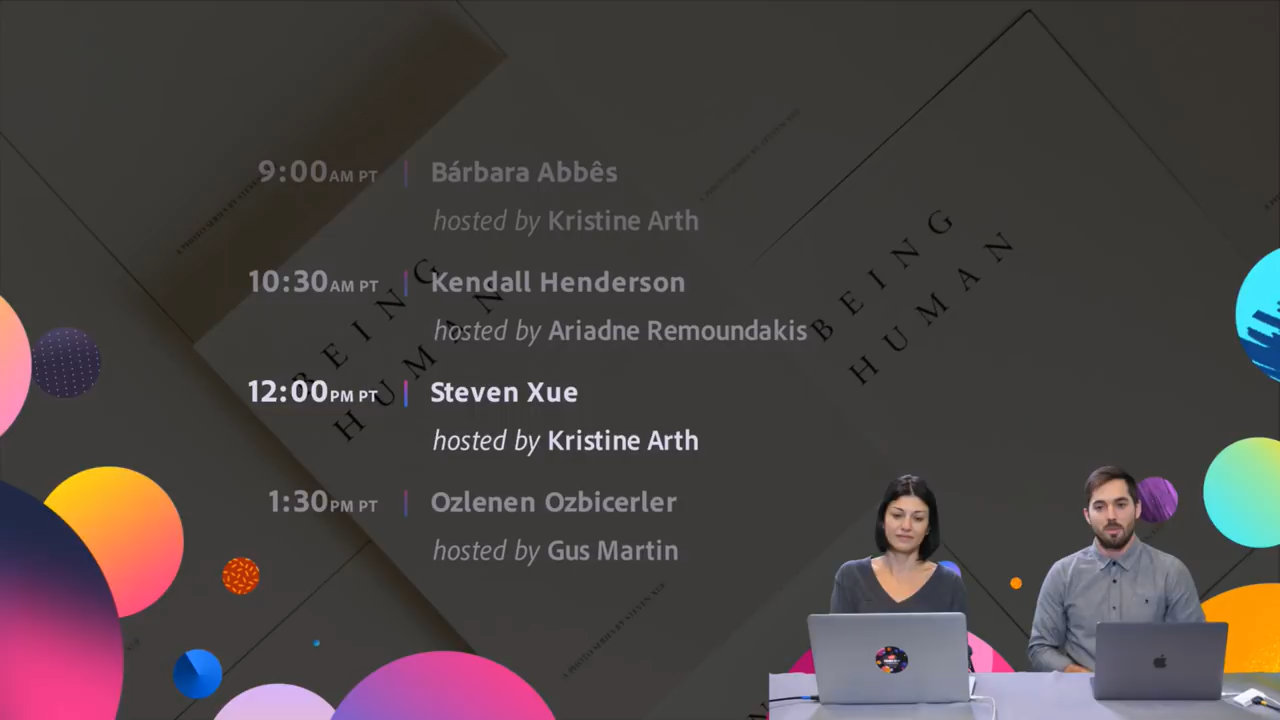 9:00AM PT
Bárbara Abbês
hosted by Kristine Arth
10:30AM PT
Kendall Henderson
hosted by Ariadne Remoundakis
12:00PM PT
Steven Xue
hosted by Kristine Arth
1:30PM PT
Ozlenen Ozbicerler
hosted by Gus Martin
BEING
HUMAN
BEING
HUMAN